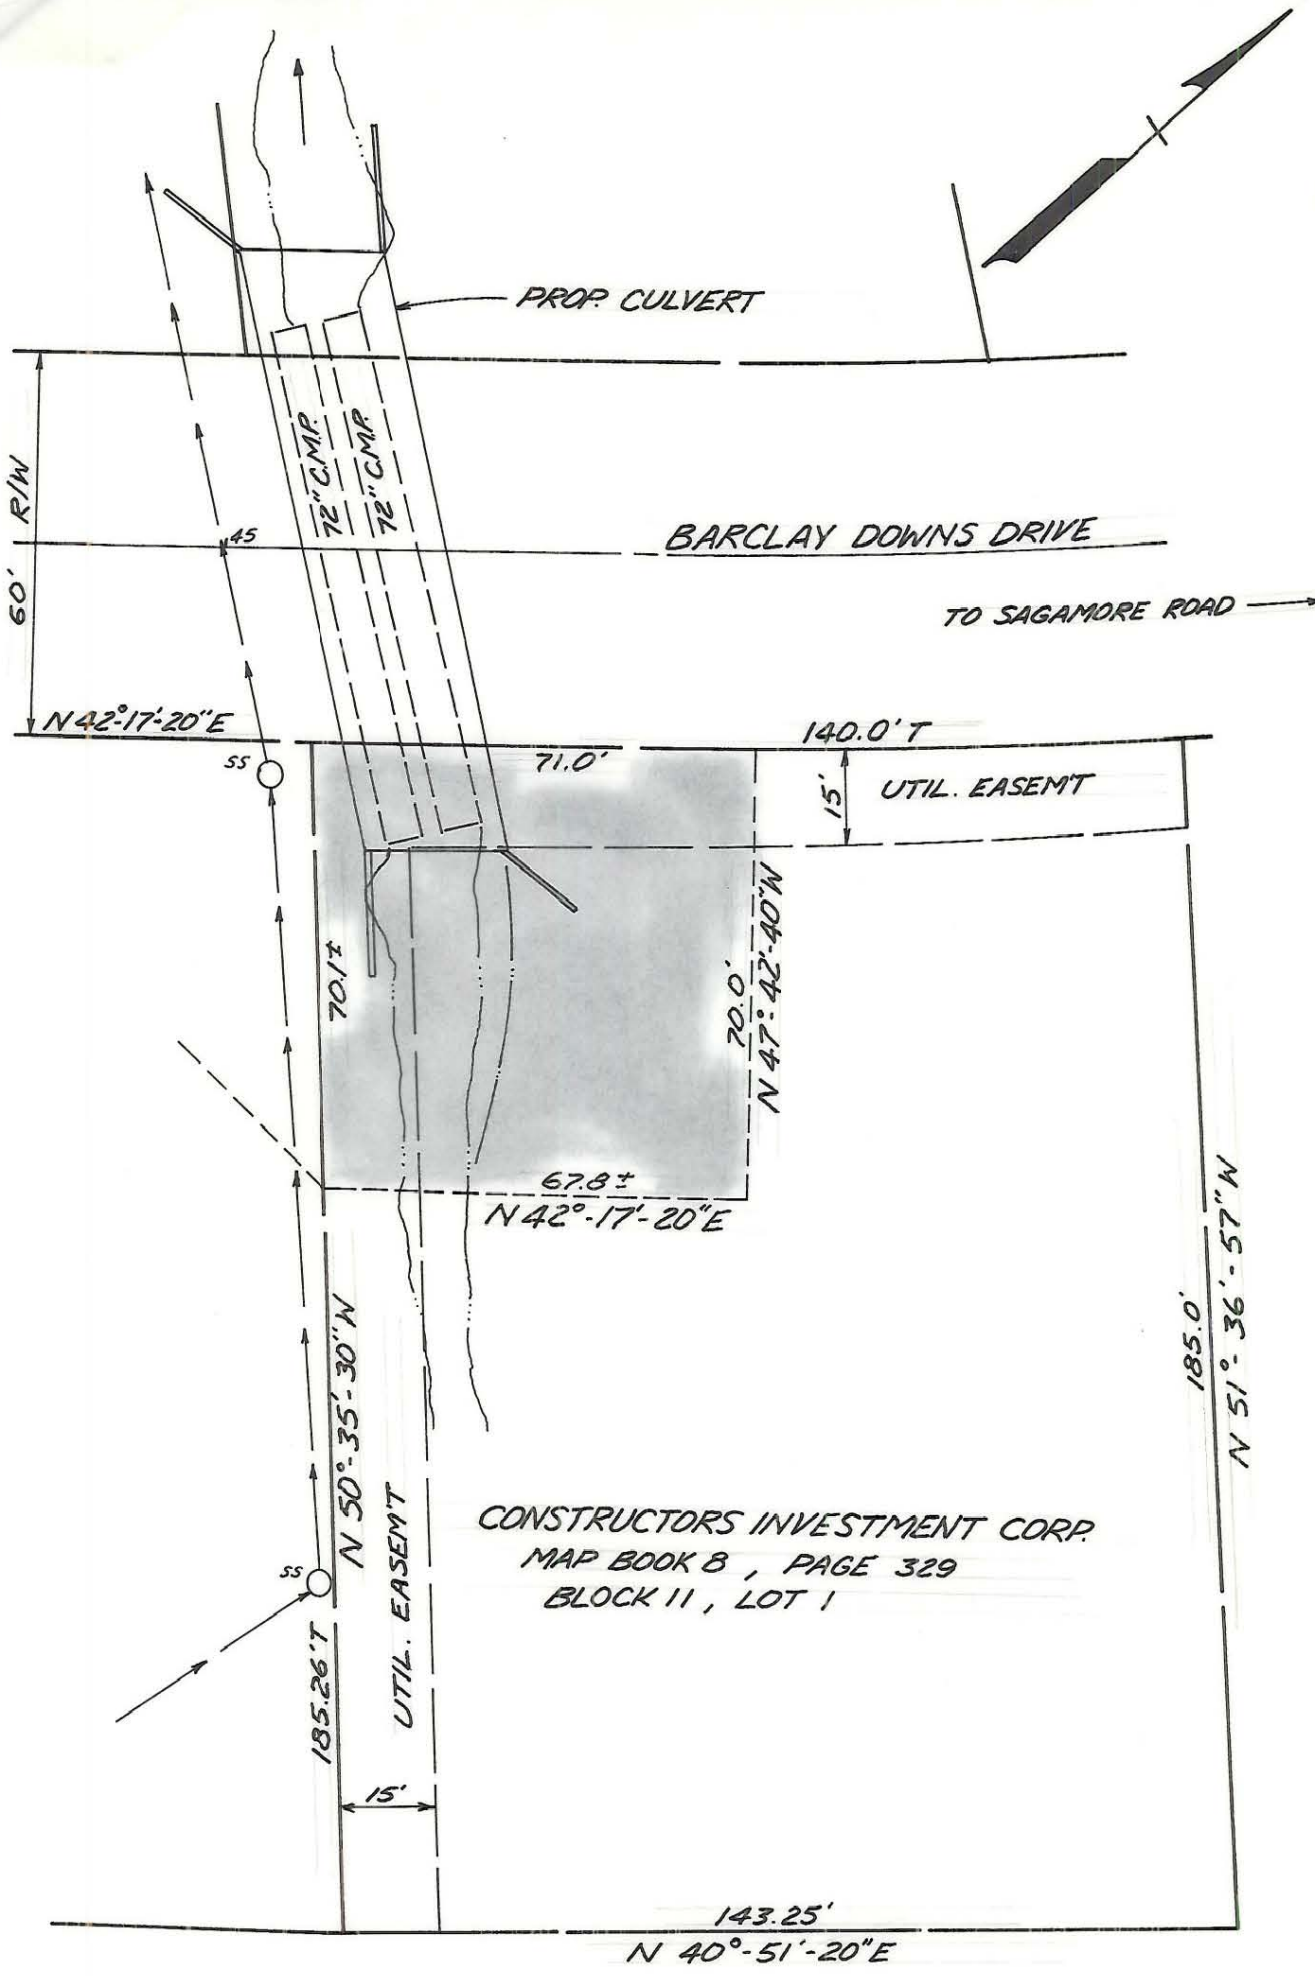 PROP. CULVERT
72" C.M.P.
72" C.M.P.
60' R/W
45
BARCLAY DOWNS DRIVE
TO SAGAMORE ROAD
N 42°-17'-20"E
140.0' T
SS
71.0'
15'
UTIL. EASEM'T
70.1±
70.0'
N 47°-42'-40"W
67.8±
N 42°-17'-20"E
N 50°-35'-30"W
185.0'
N 51°-36'-57"W
CONSTRUCTORS INVESTMENT CORP.
MAP BOOK 8, PAGE 329
BLOCK 11, LOT 1
SS
UTIL. EASEM'T
185.26'T
15'
143.25'
N 40°-51'-20"E